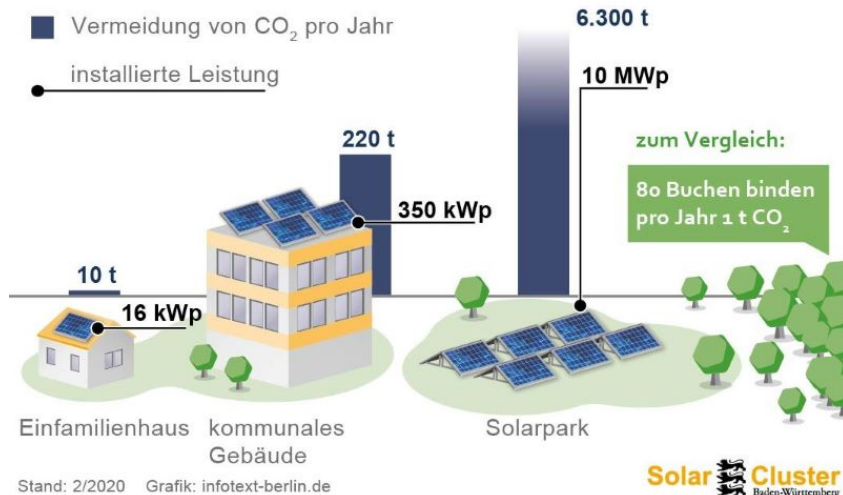 Vermeidung von CO₂ pro Jahr
installierte Leistung
6.300 t
10 MWp
220 t
350 kWp
10 t
16 kWp
zum Vergleich:
80 Buchen binden
pro Jahr 1 t CO₂
Einfamilienhaus
kommunales
Gebäude
Solarpark
Stand: 2/2020 Grafik: infotext-berlin.de
Solar Cluster
Baden-Württemberg